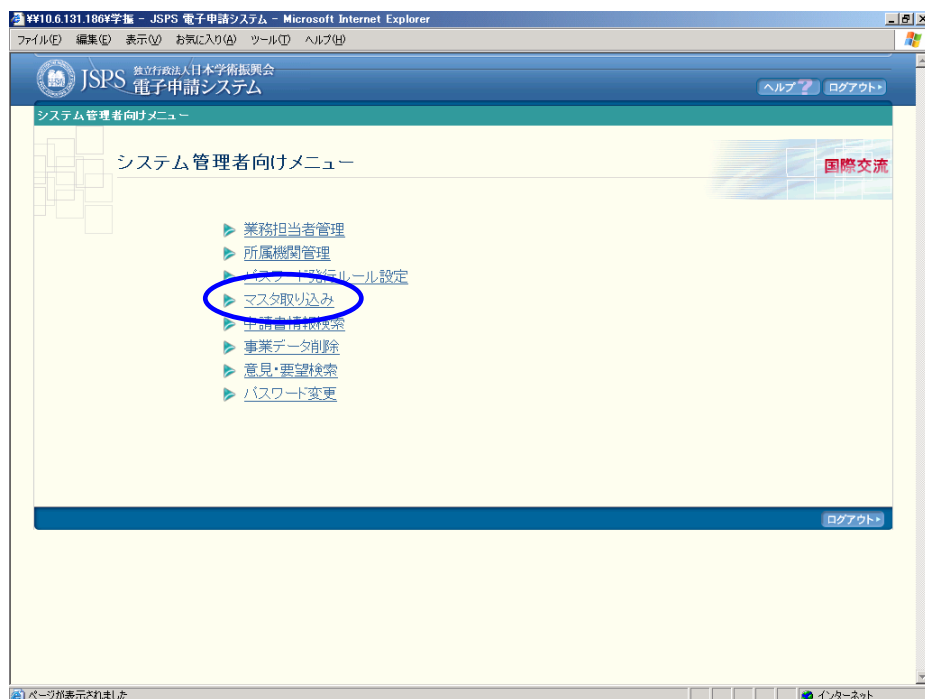 ¥¥10.6.131.186¥学振 - JSPS 電子申請システム - Microsoft Internet Explorer
ファイル(F) 編集(E) 表示(V) お気に入り(A) ツール(T) ヘルプ(H)
JSPS 独立行政法人日本学術振興会
電子申請システム
ヘルプ ? ログアウト
システム管理者向けメニュー
システム管理者向けメニュー
国際交流
業務担当者管理
所属機関管理
パスワード発行ルール設定
マスタ取り込み
申請書情報検索
事業データ削除
意見・要望検索
パスワード変更
ログアウト
ページが表示されました インターネット